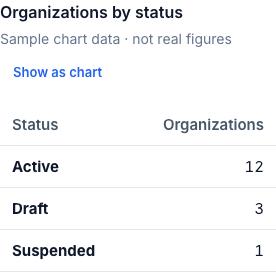 Organizations by status
Sample chart data · not real figures
Show as chart
Status Organizations
Active 12
Draft 3
Suspended 1